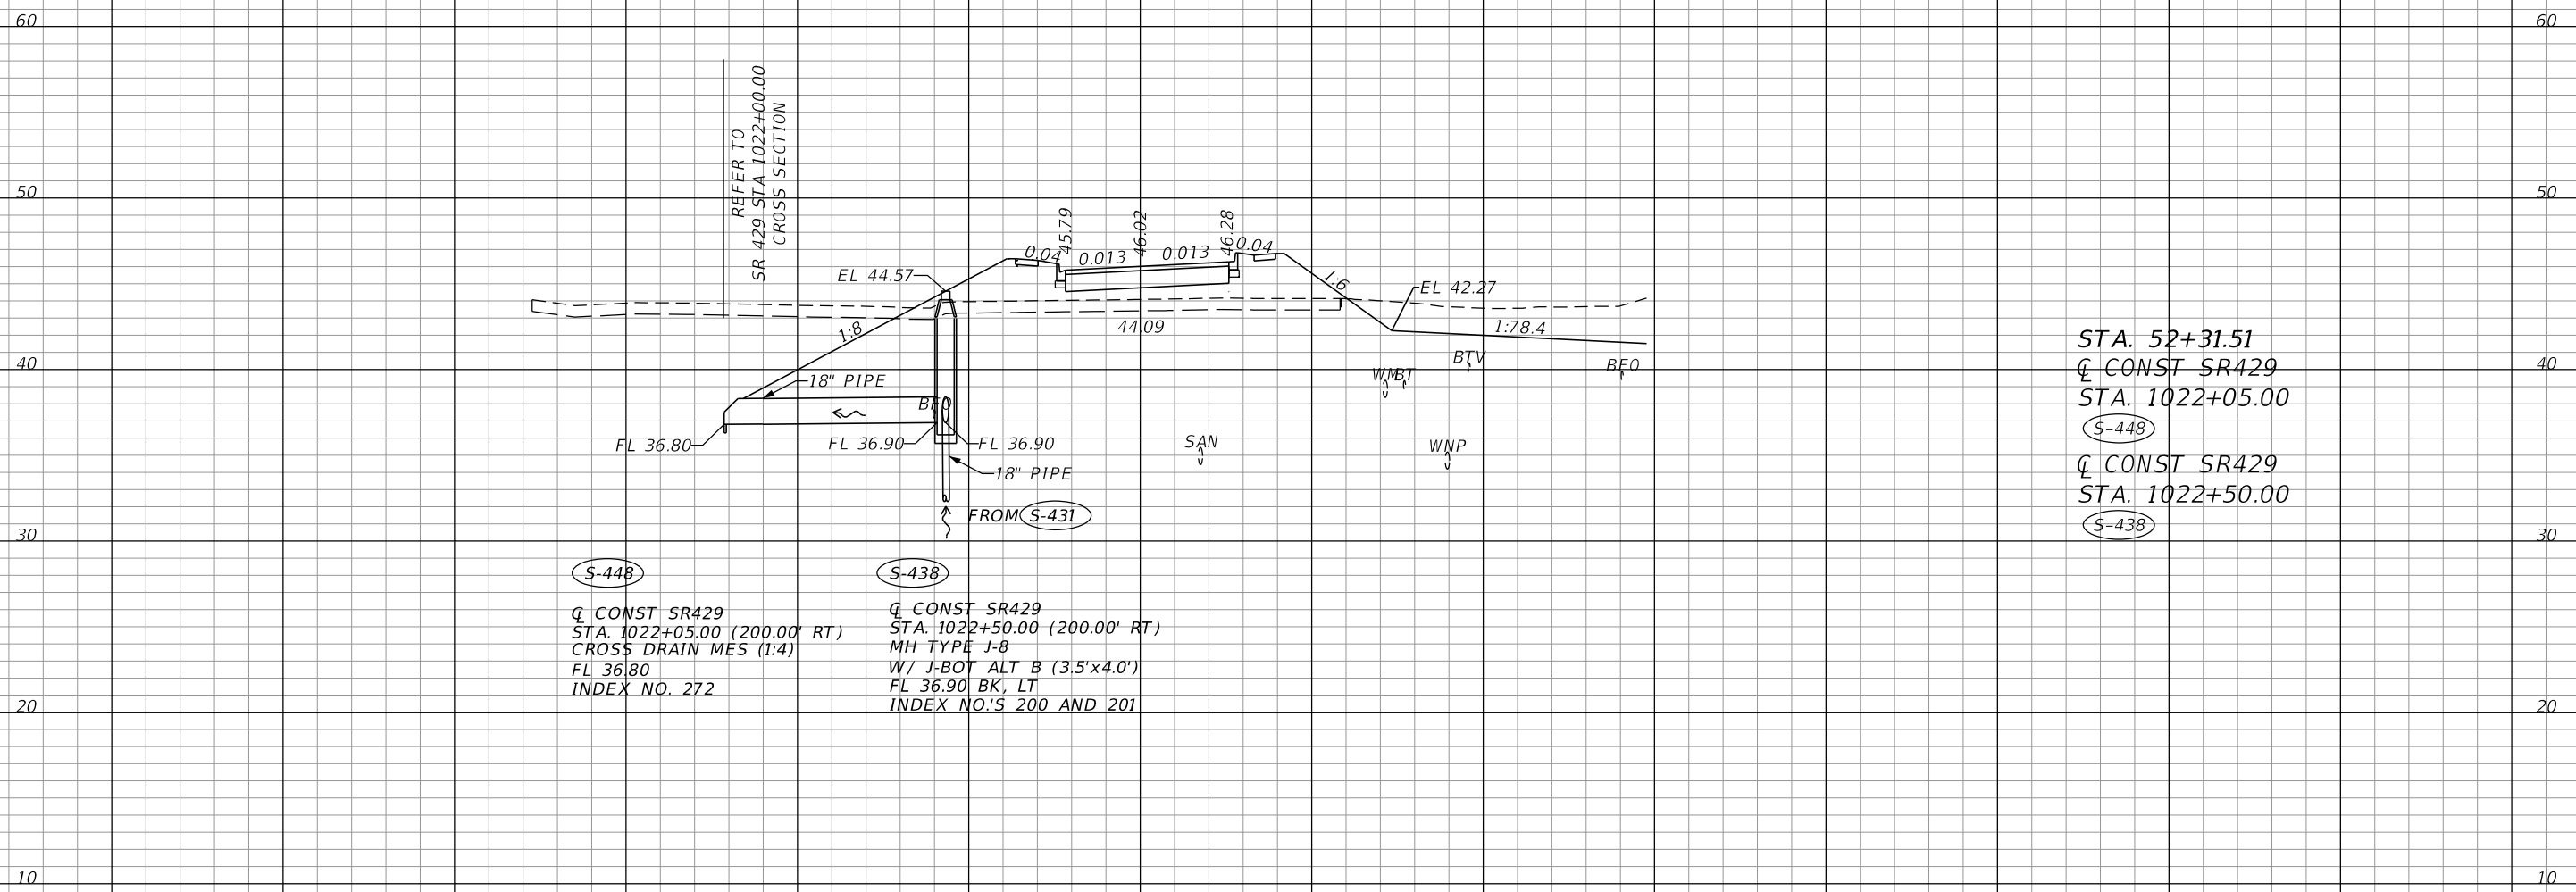 60
60
50
50
40
40
30
30
20
20
10
10
REFER TO
SR 429 STA 1022+00.00
CROSS SECTION
EL 44.57
0.04
45.79
0.013
46.02
0.013
46.28
0.04
1:6
EL 42.27
1:8
44.09
1:78.4
18" PIPE
BFO
WM
BT
BTV
BFO
FL 36.80
FL 36.90
FL 36.90
SAN
WNP
18" PIPE
FROM S-431
S-448
℄ CONST SR429
STA. 1022+05.00 (200.00' RT)
CROSS DRAIN MES (1:4)
FL 36.80
INDEX NO. 272
S-438
℄ CONST SR429
STA. 1022+50.00 (200.00' RT)
MH TYPE J-8
W/ J-BOT ALT B (3.5'x4.0')
FL 36.90 BK, LT
INDEX NO.'S 200 AND 201
STA. 52+31.51
℄ CONST SR429
STA. 1022+05.00
S-448
℄ CONST SR429
STA. 1022+50.00
S-438